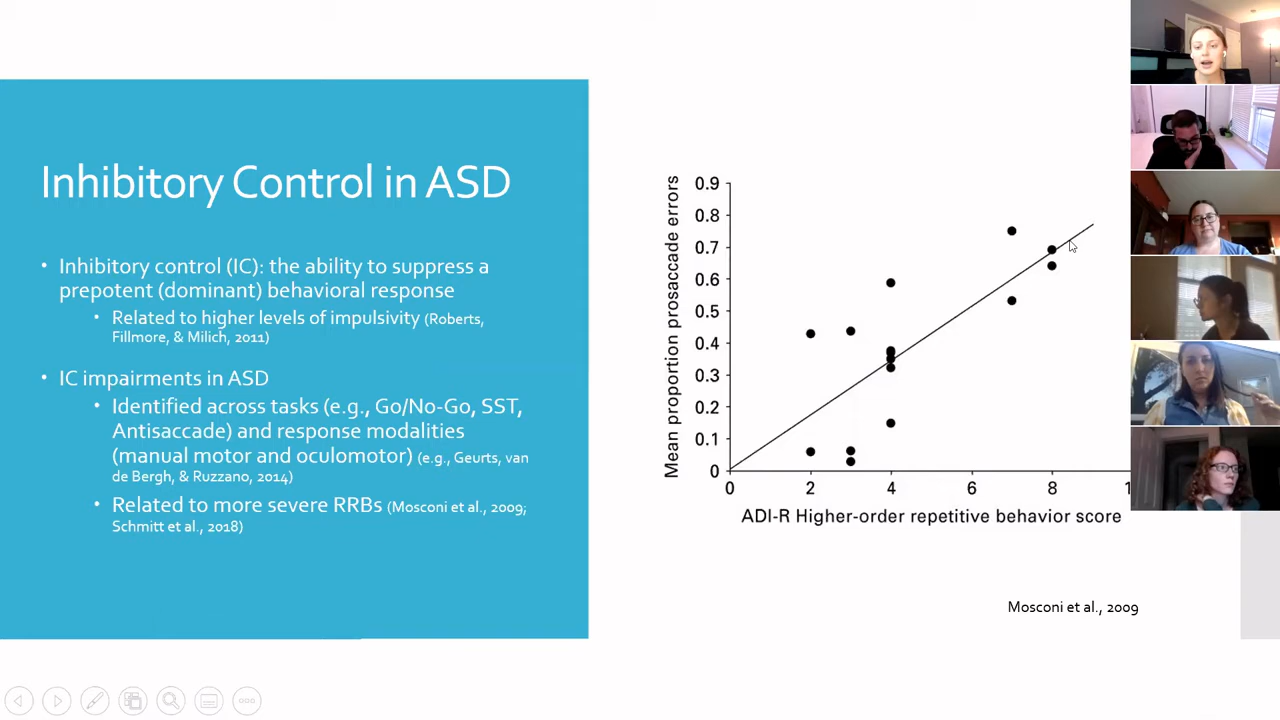 Inhibitory Control in ASD
• Inhibitory control (IC): the ability to suppress a
prepotent (dominant) behavioral response
• Related to higher levels of impulsivity (Roberts,
Fillmore, & Milich, 2011)
• IC impairments in ASD
• Identified across tasks (e.g., Go/No-Go, SST,
Antisaccade) and response modalities
(manual motor and oculomotor) (e.g., Geurts, van
de Bergh, & Ruzzano, 2014)
• Related to more severe RRBs (Mosconi et al., 2009;
Schmitt et al., 2018)
Mean proportion prosaccade errors
0.9
0.8
0.7
0.6
0.5
0.4
0.3
0.2
0.1
0
0 2 4 6 8
ADI-R Higher-order repetitive behavior score
Mosconi et al., 2009